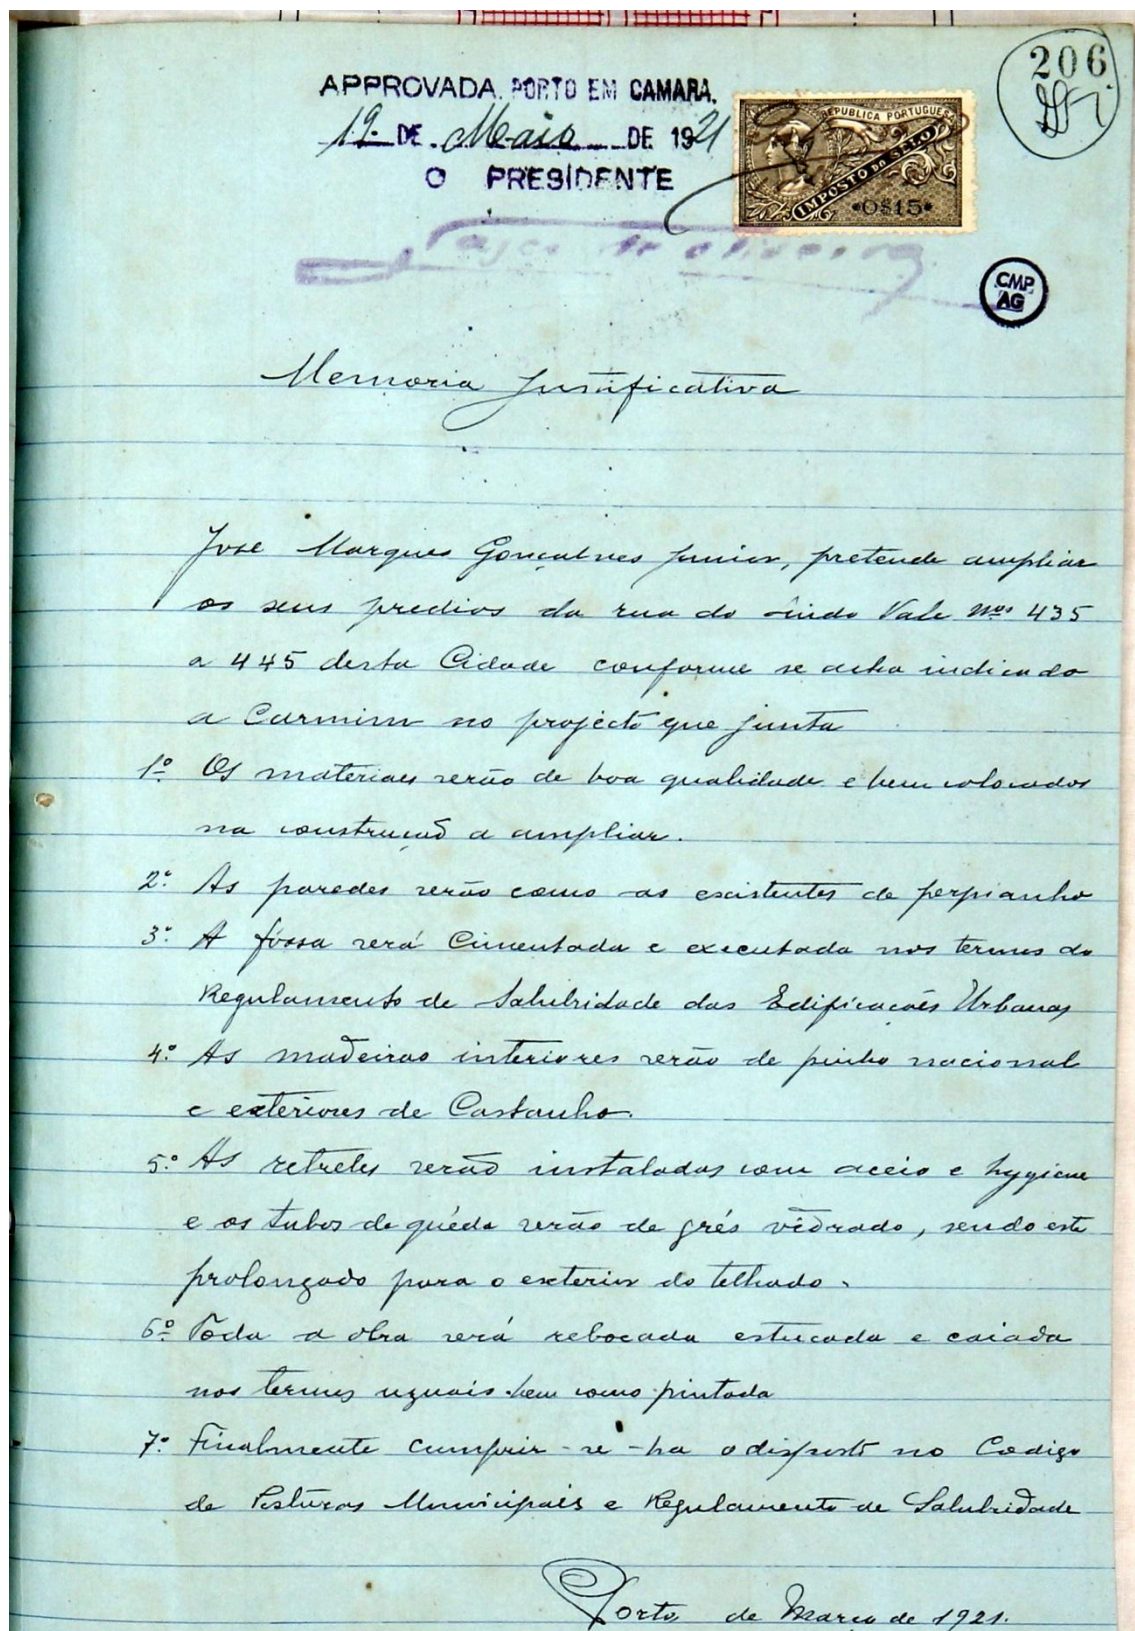 206
APPROVADA. PORTO EM CAMARA.
19 DE Maio DE 1921
O PRESIDENTE
REPUBLICA PORTUGUESA
IMPOSTO DO SELO
*0$15*
CMP
AG
Memoria Justificativa
José Marques Gonçalves Junior, pretende ampliar
os seus predios da rua do Lindo Vale Nos 435
a 445 desta Cidade conforme se acha indicado
a Carmim no projecto que junta
1º Os materiaes serão de boa qualidade e bem colocados
na construção a ampliar.
2º As paredes serão como as existentes de perpianho
3º A fóssa será Cimentada e executada nos termos do
Regulamento de Salubridade das Edificações Urbanas
4º As madeiras interiores serão de pinho nacional
e exteriores de Castanho.
5º As retretes serão instaladas com aceio e hygiene
e os tubos de quéda serão de grés vidrado, sendo este
prolongado para o exterior do telhado.
6º Toda a obra será rebocada estucada e caiada
nos termos uzuais bem como pintada
7º Finalmente cumprir-se-ha o disposto no Codigo
de Posturas Municipais e Regulamento de Salubridade
Porto de Março de 1921.